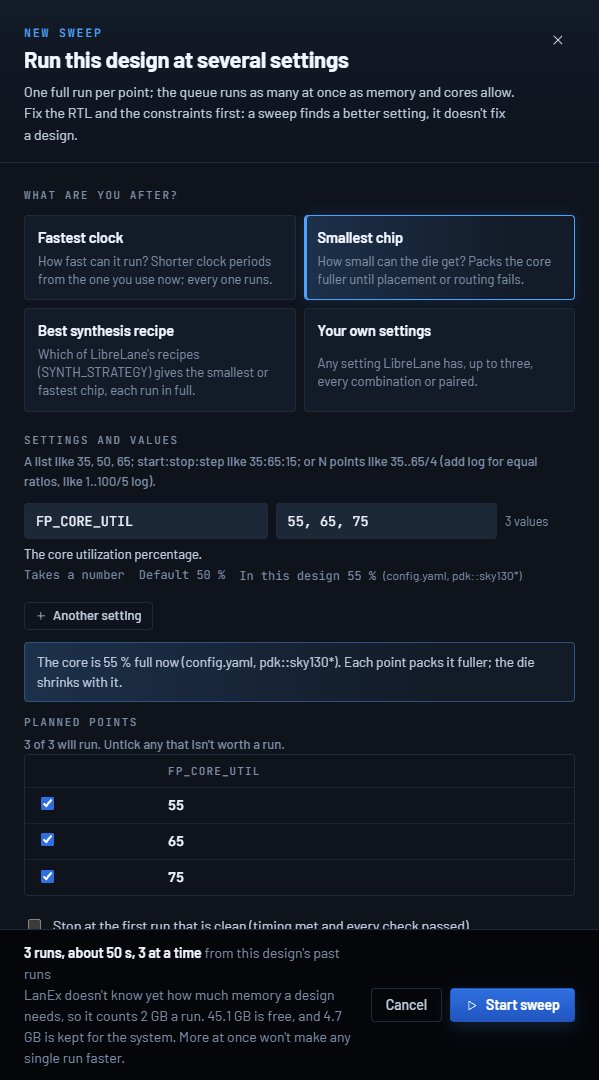 NEW SWEEP
Run this design at several settings
One full run per point; the queue runs as many at once as memory and cores allow.
Fix the RTL and the constraints first: a sweep finds a better setting, it doesn't fix
a design.
WHAT ARE YOU AFTER?
Fastest clock
How fast can it run? Shorter clock periods
from the one you use now; every one runs.
Smallest chip
How small can the die get? Packs the core
fuller until placement or routing fails.
Best synthesis recipe
Which of LibreLane's recipes
(SYNTH_STRATEGY) gives the smallest or
fastest chip, each run in full.
Your own settings
Any setting LibreLane has, up to three,
every combination or paired.
SETTINGS AND VALUES
A list like 35, 50, 65; start:stop:step like 35:65:15; or N points like 35..65/4 (add log for equal
ratios, like 1..100/5 log).
FP_CORE_UTIL
55, 65, 75
3 values
The core utilization percentage.
Takes a number Default 50 % In this design 55 % (config.yaml, pdk::sky130*)
+ Another setting
The core is 55 % full now (config.yaml, pdk::sky130*). Each point packs it fuller; the die
shrinks with it.
PLANNED POINTS
3 of 3 will run. Untick any that isn't worth a run.
FP_CORE_UTIL
55
65
75
Stop at the first run that is clean (timing met and every check passed)
3 runs, about 50 s, 3 at a time from this design's past
runs
LanEx doesn't know yet how much memory a design
needs, so it counts 2 GB a run. 45.1 GB is free, and 4.7
GB is kept for the system. More at once won't make any
single run faster.
Cancel
Start sweep